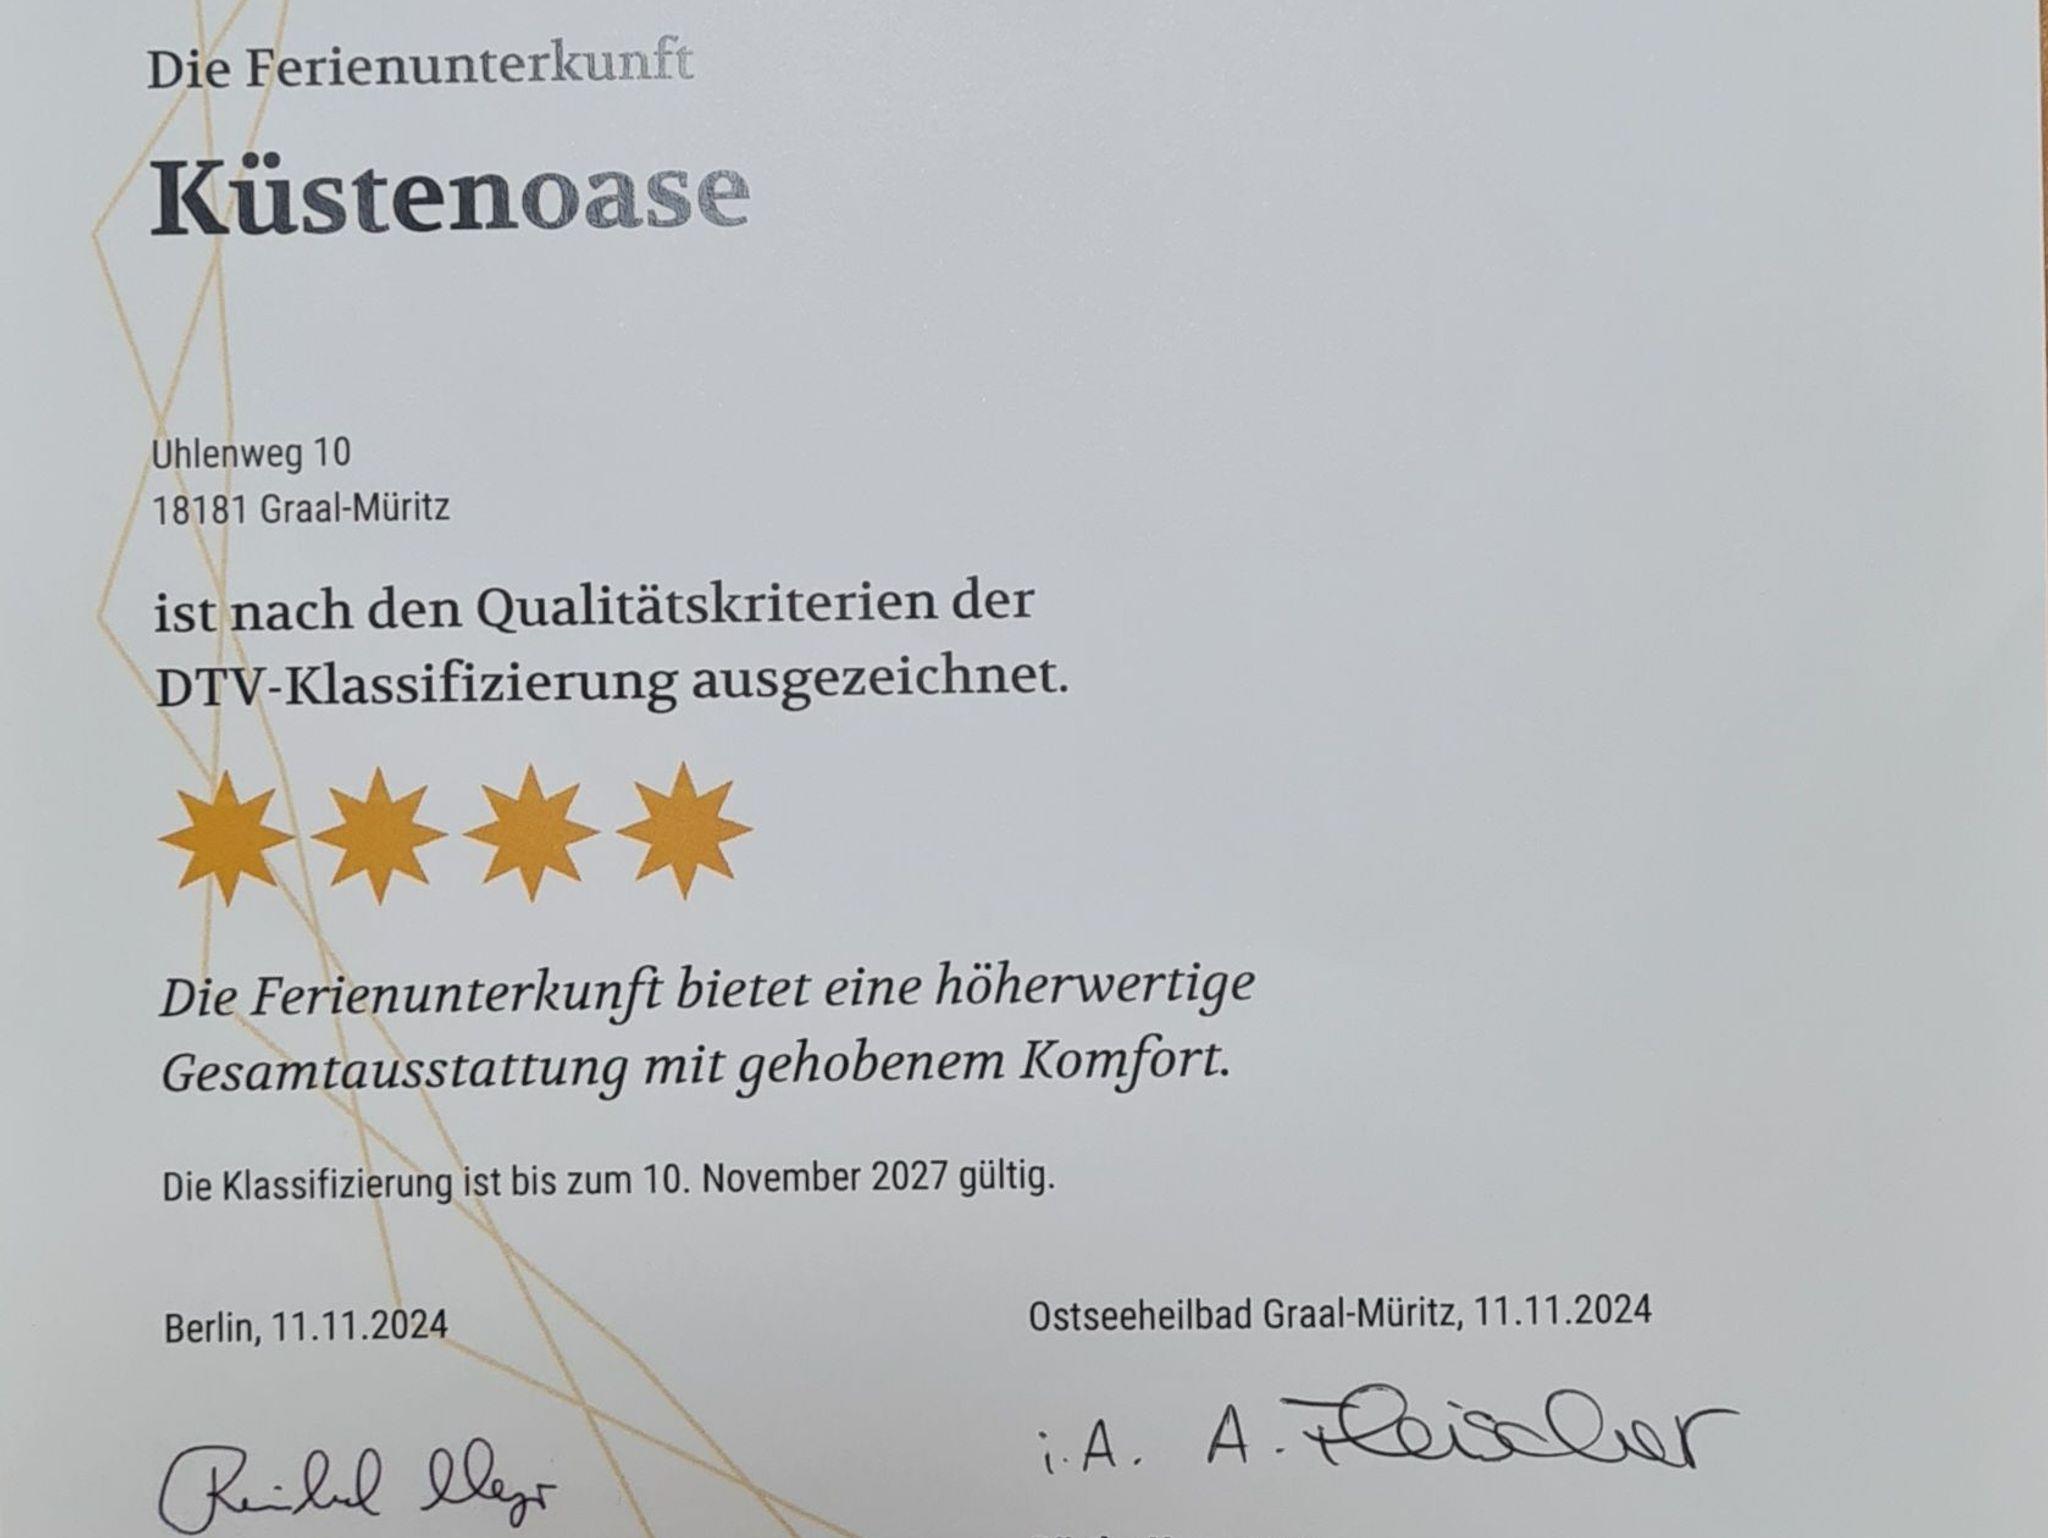 Die Ferienunterkunft
Küstenoase
Uhlenweg 10
18181 Graal-Müritz
ist nach den Qualitätskriterien der
DTV-Klassifizierung ausgezeichnet.
Die Ferienunterkunft bietet eine höherwertige
Gesamtausstattung mit gehobenem Komfort.
Die Klassifizierung ist bis zum 10. November 2027 gültig.
Berlin, 11.11.2024
Ostseeheilbad Graal-Müritz, 11.11.2024
i.A. A. Fleischer